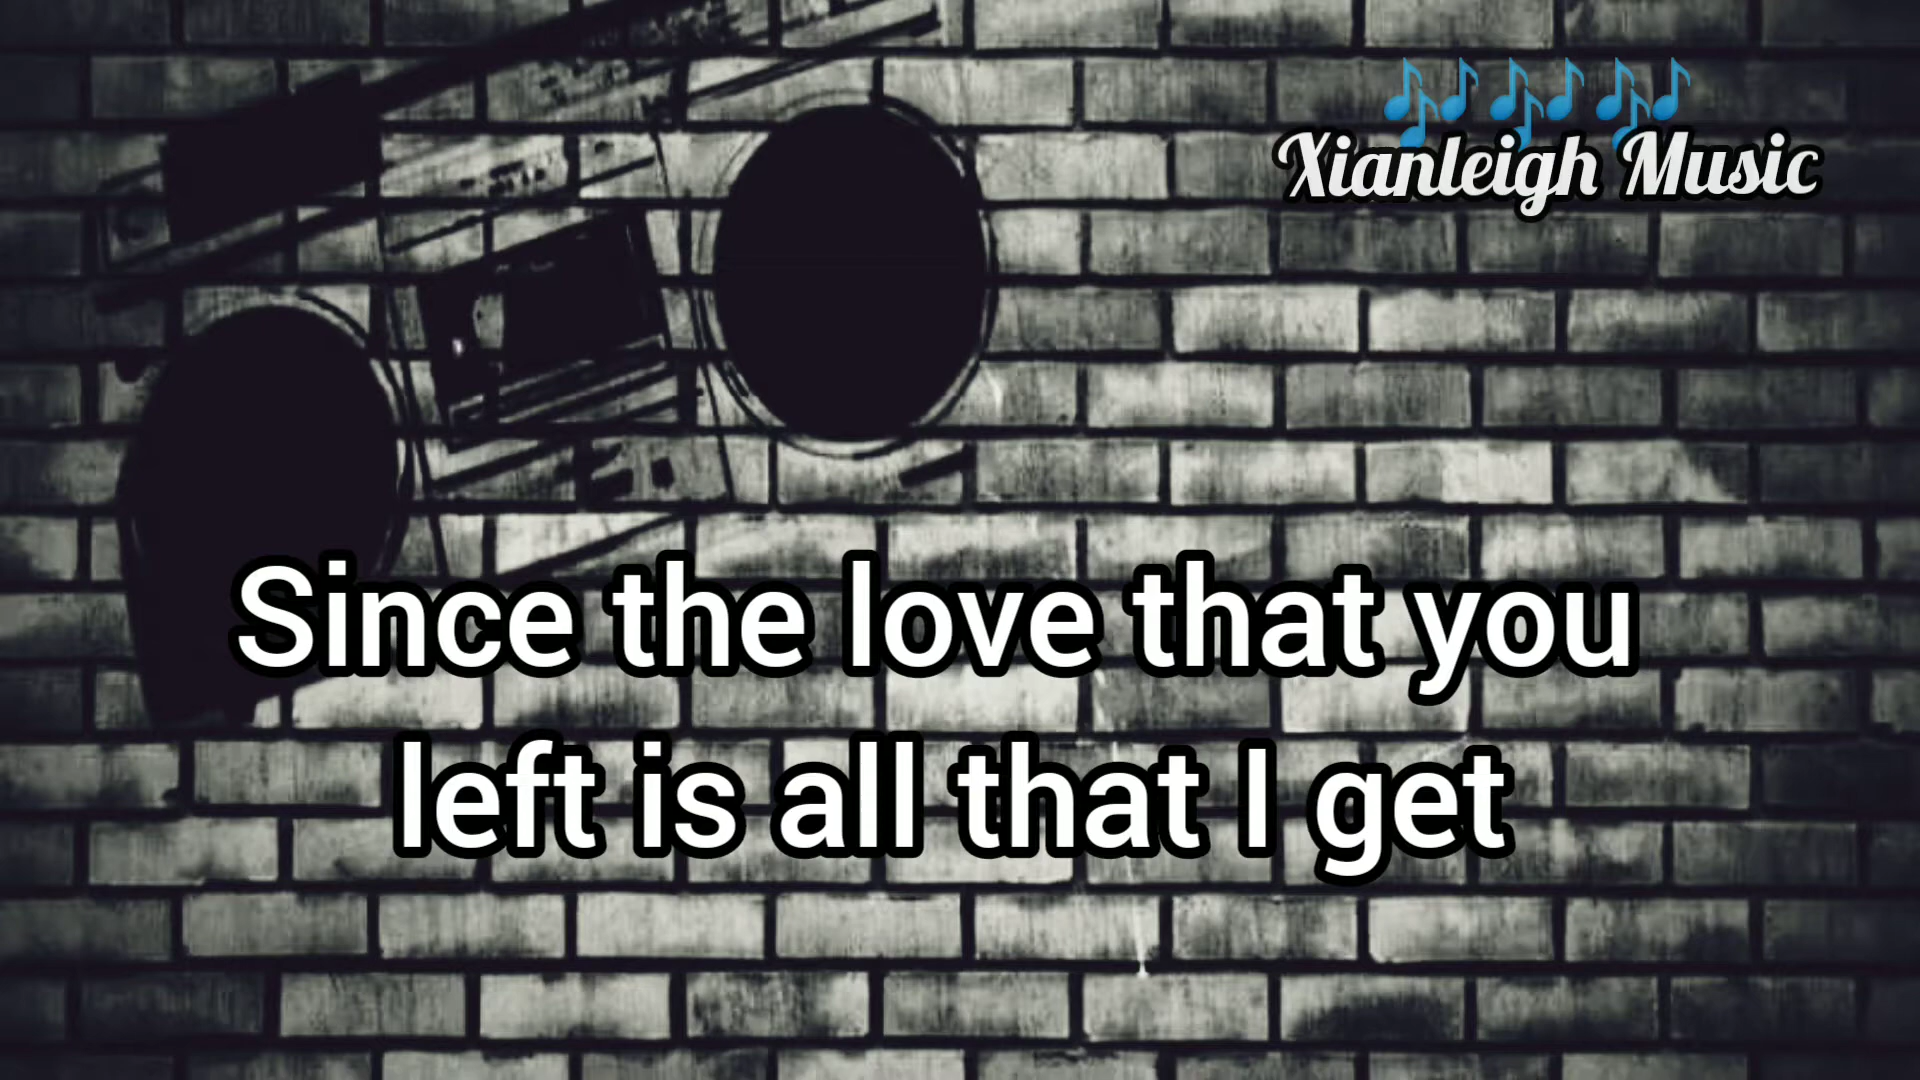 🎵🎵🎵🎵🎵🎵
Xianleigh Music
Since the love that you
left is all that I get